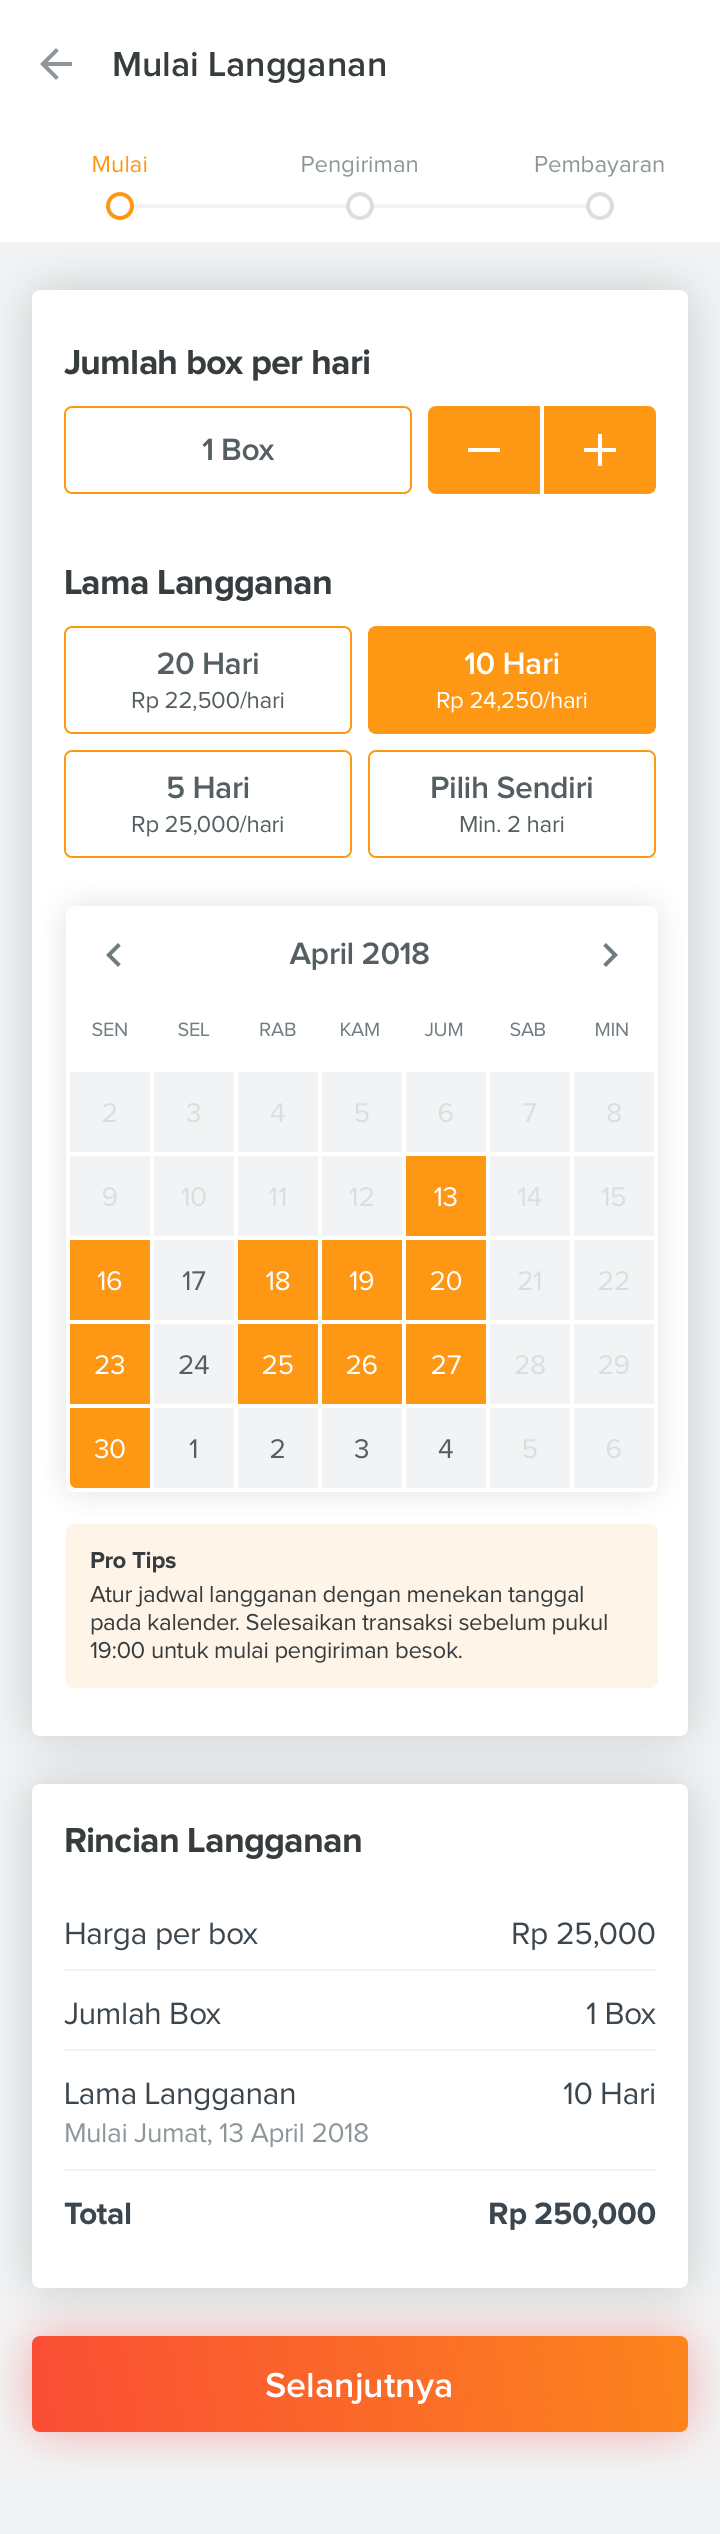 Mulai Langganan
Mulai Pengiriman Pembayaran
Jumlah box per hari
1 Box
Lama Langganan
20 Hari
Rp 22,500/hari
10 Hari
Rp 24,250/hari
5 Hari
Rp 25,000/hari
Pilih Sendiri
Min. 2 hari
April 2018
SEN SEL RAB KAM JUM SAB MIN
2 3 4 5 6 7 8
9 10 11 12 13 14 15
16 17 18 19 20 21 22
23 24 25 26 27 28 29
30 1 2 3 4 5 6
Pro Tips
Atur jadwal langganan dengan menekan tanggal
pada kalender. Selesaikan transaksi sebelum pukul
19:00 untuk mulai pengiriman besok.
Rincian Langganan
Harga per box Rp 25,000
Jumlah Box 1 Box
Lama Langganan 10 Hari
Mulai Jumat, 13 April 2018
Total Rp 250,000
Selanjutnya